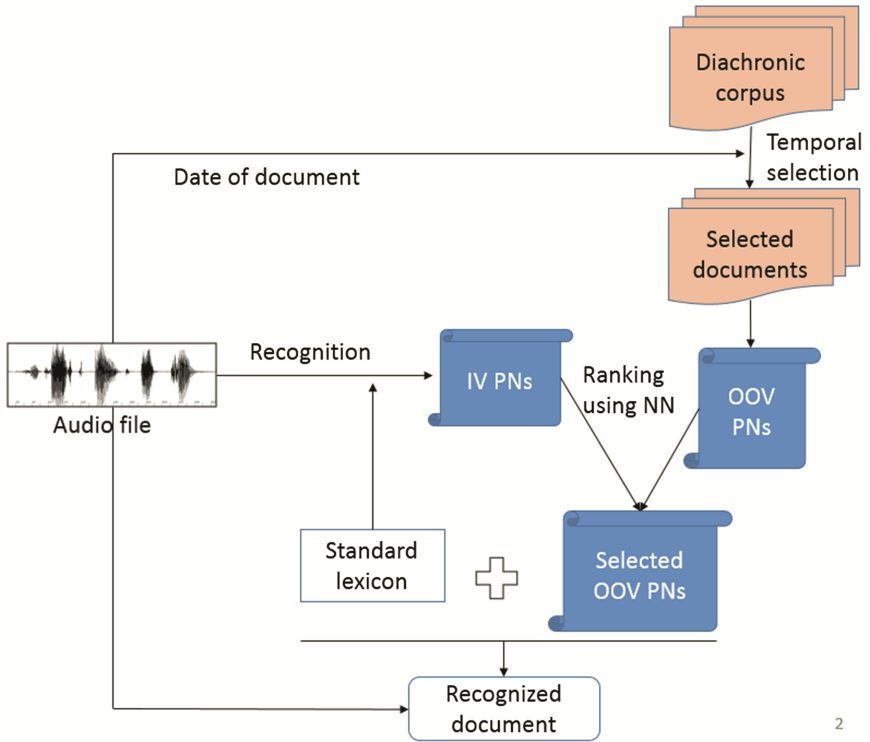 Diachronic
corpus
Temporal
selection
Date of document
Selected
documents
Recognition
IV PNs
Ranking
using NN
OOV
PNs
Audio file
Standard
lexicon
Selected
OOV PNs
Recognized
document
2